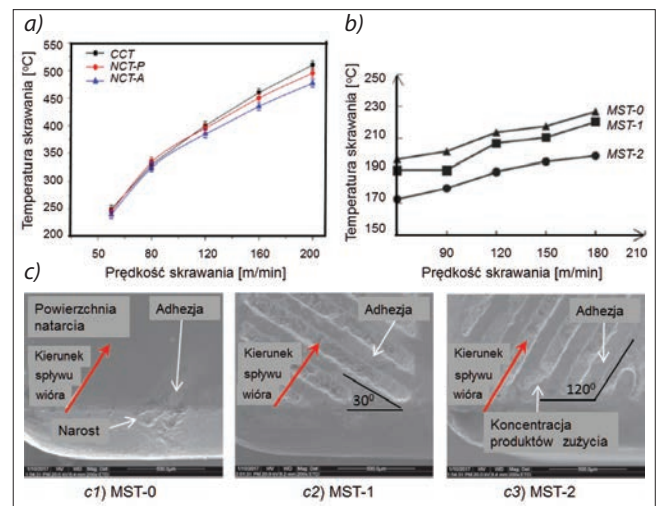 a)
Temperatura skrawania [°C]
550
500
450
400
350
300
250
200
CCT
NCT-P
NCT-A
50 80 120 160 200
Prędkość skrawania [m/min]
b)
Temperatura skrawania [°C]
250
230
210
190
170
150
MST-0
MST-1
MST-2
90 120 150 180 210
Prędkość skrawania [m/min]
c)
Powierzchnia
natarcia
Adhezja
Kierunek
spływu
wióra
Narost
c1) MST-0
Adhezja
Kierunek
spływu
wióra
30⁰
c2) MST-1
Adhezja
Kierunek
spływu
wióra
120⁰
Koncentracja
produktów zużycia
c3) MST-2